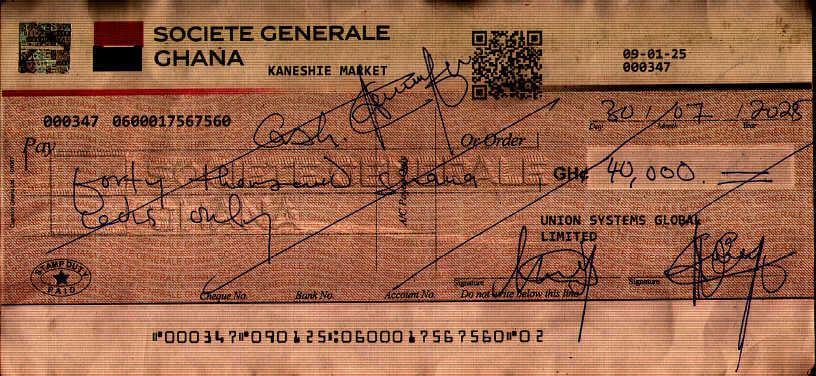 SOCIETE GENERALE
GHANA
KANESHIE MARKET
09-01-25
000347
000347 0600017567560
30 / 07 / 2025
Day Month Year
Pay Cash. Or Order
forty thousand Ghana
cedis only
GH¢ 40,000.
A/C Payee Only
UNION SYSTEMS GLOBAL
LIMITED
STAMP DUTY
PAID
Signature Signature
Cheque No. Bank No. Account No. Do not write below this line
⑈000347⑈090125⑆0600017567560⑈02